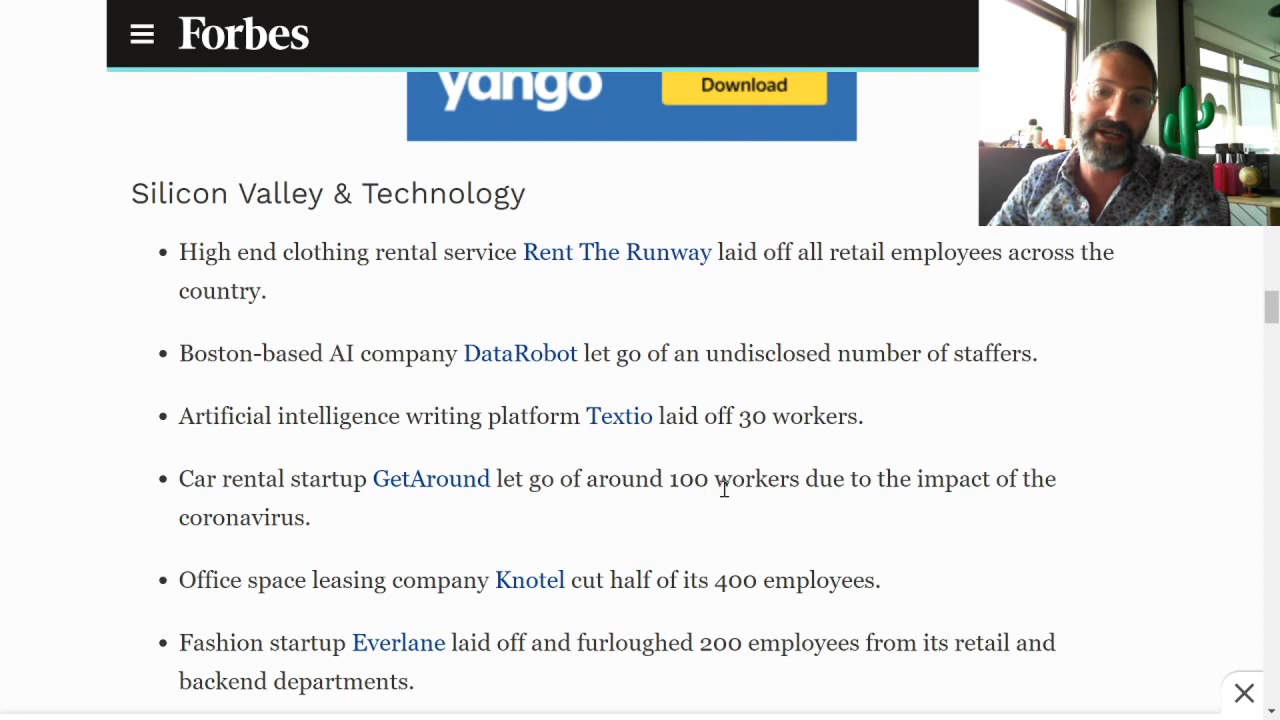 Forbes
yango
Download
Silicon Valley & Technology
• High end clothing rental service Rent The Runway laid off all retail employees across the
country.
• Boston-based AI company DataRobot let go of an undisclosed number of staffers.
• Artificial intelligence writing platform Textio laid off 30 workers.
• Car rental startup GetAround let go of around 100 workers due to the impact of the
coronavirus.
• Office space leasing company Knotel cut half of its 400 employees.
• Fashion startup Everlane laid off and furloughed 200 employees from its retail and
backend departments.